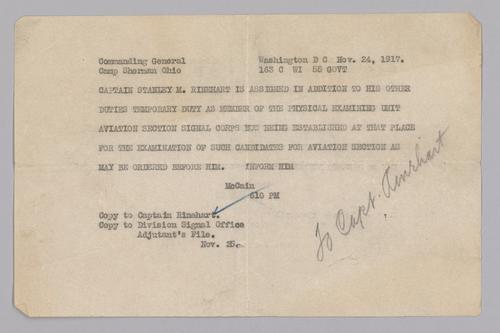 Commanding General Washington D C Nov. 24, 1917.
Camp Sherman Ohio 163 C WI 55 GOVT
CAPTAIN STANLEY M. RINEHART IS ASSIGNED IN ADDITION TO HIS OTHER
DUTIES TEMPORARY DUTY AS MEMBER OF THE PHYSICAL EXAMINING UNIT
AVIATION SECTION SIGNAL CORPS BEING ESTABLISHED AT THAT PLACE
FOR THE EXAMINATION OF SUCH CANDIDATES FOR AVIATION SECTION AS
MAY BE ORDERED BEFORE HIM. INFORM HIM
McCain
510 PM
Copy to Captain Rinehart.
Copy to Division Signal Office
Adjutant's File.
Nov. 25.
To Capt. Rinehart